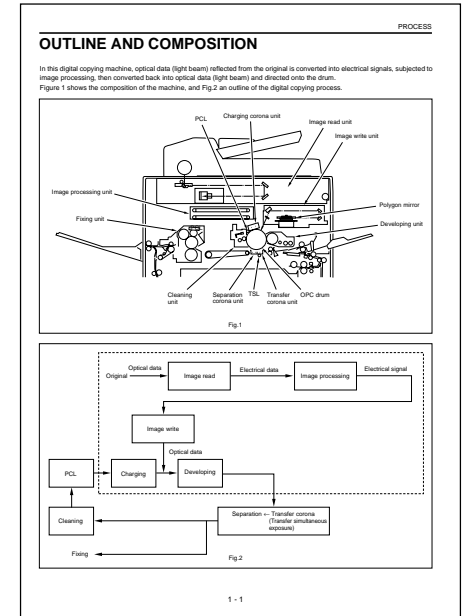 PROCESS
OUTLINE AND COMPOSITION
In this digital copying machine, optical data (light beam) reflected from the original is converted into electrical signals, subjected to
image processing, then converted back into optical data (light beam) and directed onto the drum.
Figure 1 shows the composition of the machine, and Fig.2 an outline of the digital copying process.
PCL
Charging corona unit
Image read unit
Image write unit
Image processing unit
Polygon mirror
Fixing unit
Developing unit
Cleaning
unit
Separation
corona unit
TSL
Transfer
corona unit
OPC drum
Fig.1
Optical data
Original
Image read
Electrical data
Image processing
Electrical signal
Image write
Optical data
PCL
Charging
Developing
Cleaning
Separation ← Transfer corona
(Transfer simultaneous
exposure)
Fixing
Fig.2
1 - 1